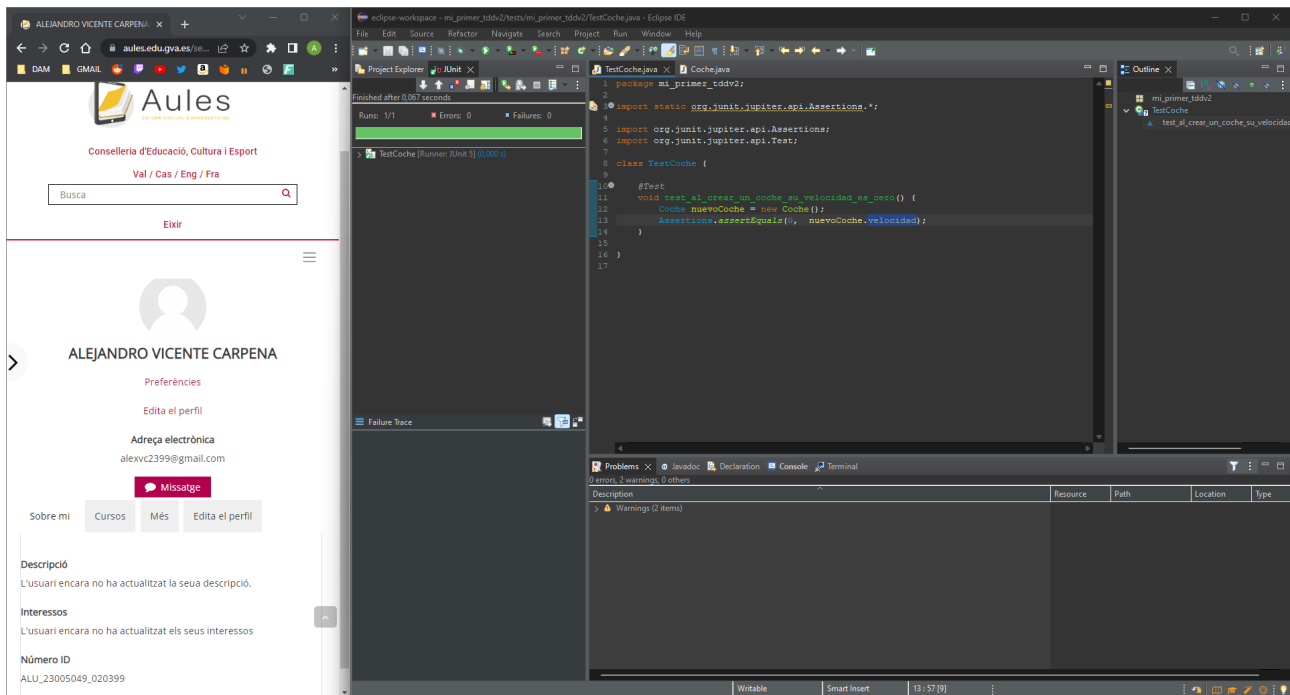 ALEJANDRO VICENTE CARPENA
aules.edu.gva.es/se...
DAM
GMAIL
Aules
ENTORN VIRTUAL D'APRENENTATGE
Conselleria d'Educació, Cultura i Esport
Val / Cas / Eng / Fra
Busca
Eixir
ALEJANDRO VICENTE CARPENA
Preferències
Edita el perfil
Adreça electrònica
alexvc2399@gmail.com
Missatge
Sobre mi Cursos Més Edita el perfil
Descripció
L'usuari encara no ha actualitzat la seua descripció.
Interessos
L'usuari encara no ha actualitzat els seus interessos
Número ID
ALU_23005049_020399
eclipse-workspace - mi_primer_tddv2/tests/mi_primer_tddv2/TestCoche.java - Eclipse IDE
File Edit Source Refactor Navigate Search Project Run Window Help
Project Explorer JUnit
Finished after 0,067 seconds
Runs: 1/1 Errors: 0 Failures: 0
TestCoche [Runner: JUnit 5] (0,000 s)
Failure Trace
TestCoche.java Coche.java
1 package mi_primer_tddv2;
2
3 import static org.junit.jupiter.api.Assertions.*;
4
5 import org.junit.jupiter.api.Assertions;
6 import org.junit.jupiter.api.Test;
7
8 class TestCoche {
9
10 @Test
11 void test_al_crear_un_coche_su_velocidad_es_cero() {
12 Coche nuevoCoche = new Coche();
13 Assertions.assertEquals(0, nuevoCoche.velocidad);
14 }
15
16 }
17
Outline
mi_primer_tddv2
TestCoche
test_al_crear_un_coche_su_velocidad
Problems Javadoc Declaration Console Terminal
0 errors, 2 warnings, 0 others
Description Resource Path Location Type
Warnings (2 items)
Writable Smart Insert 13 : 57 [9]